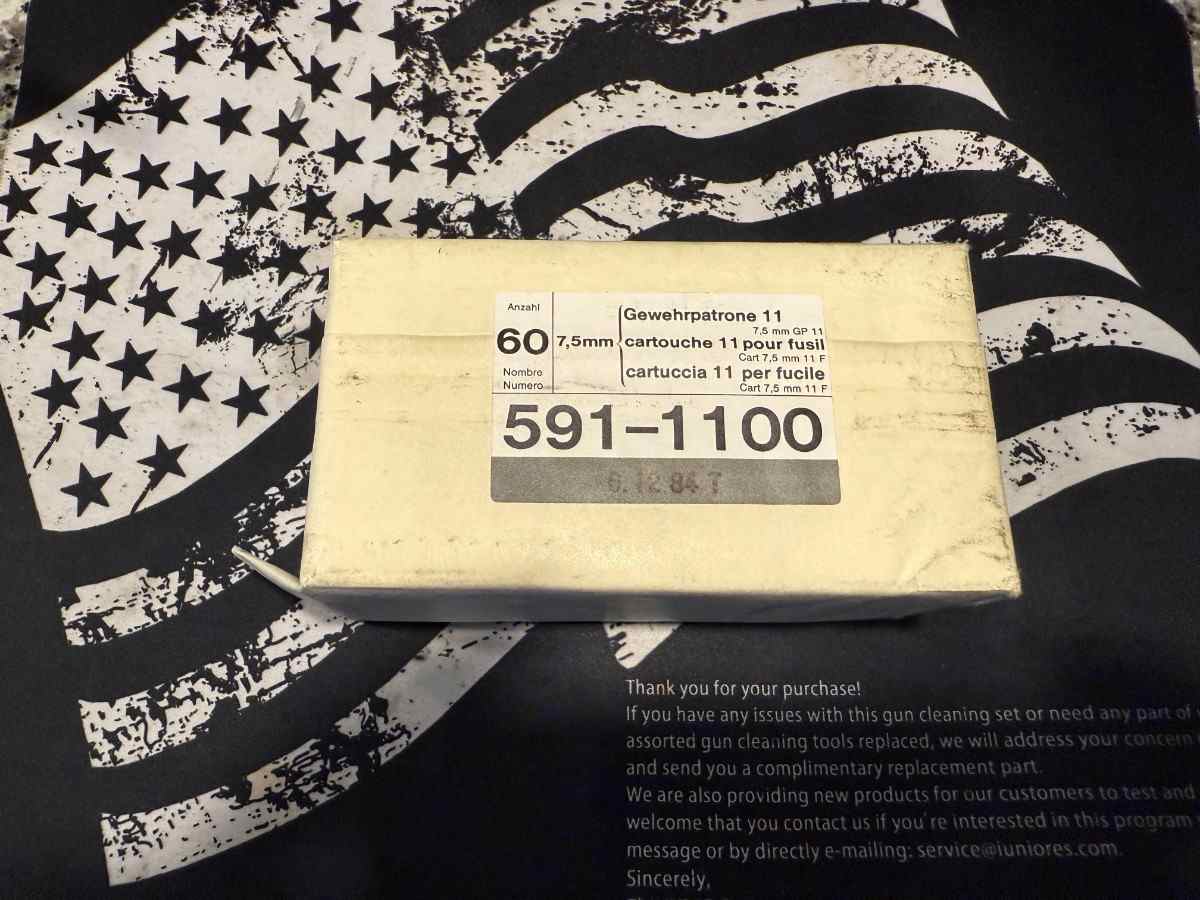 Anzahl
60
Nombre
Numero
7,5mm
Gewehrpatrone 11
7,5 mm GP 11
cartouche 11 pour fusil
Cart 7,5 mm 11 F
cartuccia 11 per fucile
Cart 7,5 mm 11 F
591-1100
6. 12 84 T
Thank you for your purchase!
If you have any issues with this gun cleaning set or need any part of
assorted gun cleaning tools replaced, we will address your concern
and send you a complimentary replacement part.
We are also providing new products for our customers to test and
welcome that you contact us if you're interested in this program
message or by directly e-mailing: service@iuniores.com.
Sincerely,